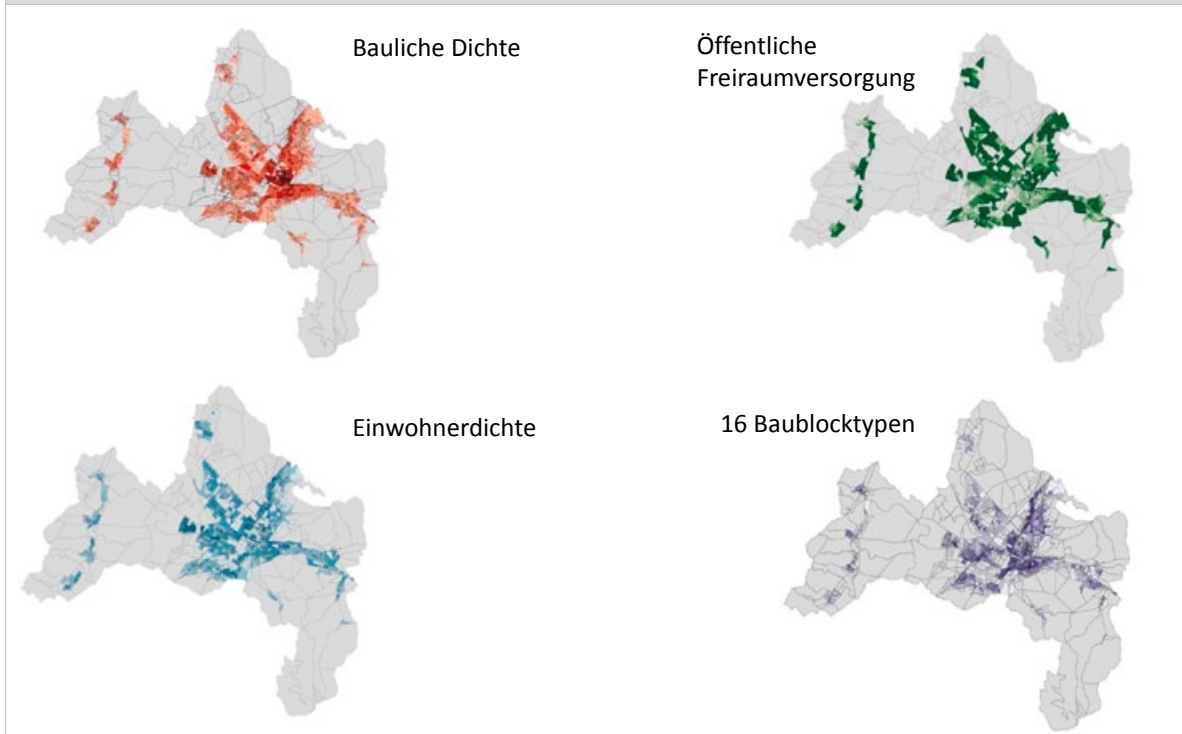 Bauliche Dichte
Öffentliche
Freiraumversorgung
Einwohnerdichte
16 Baublocktypen